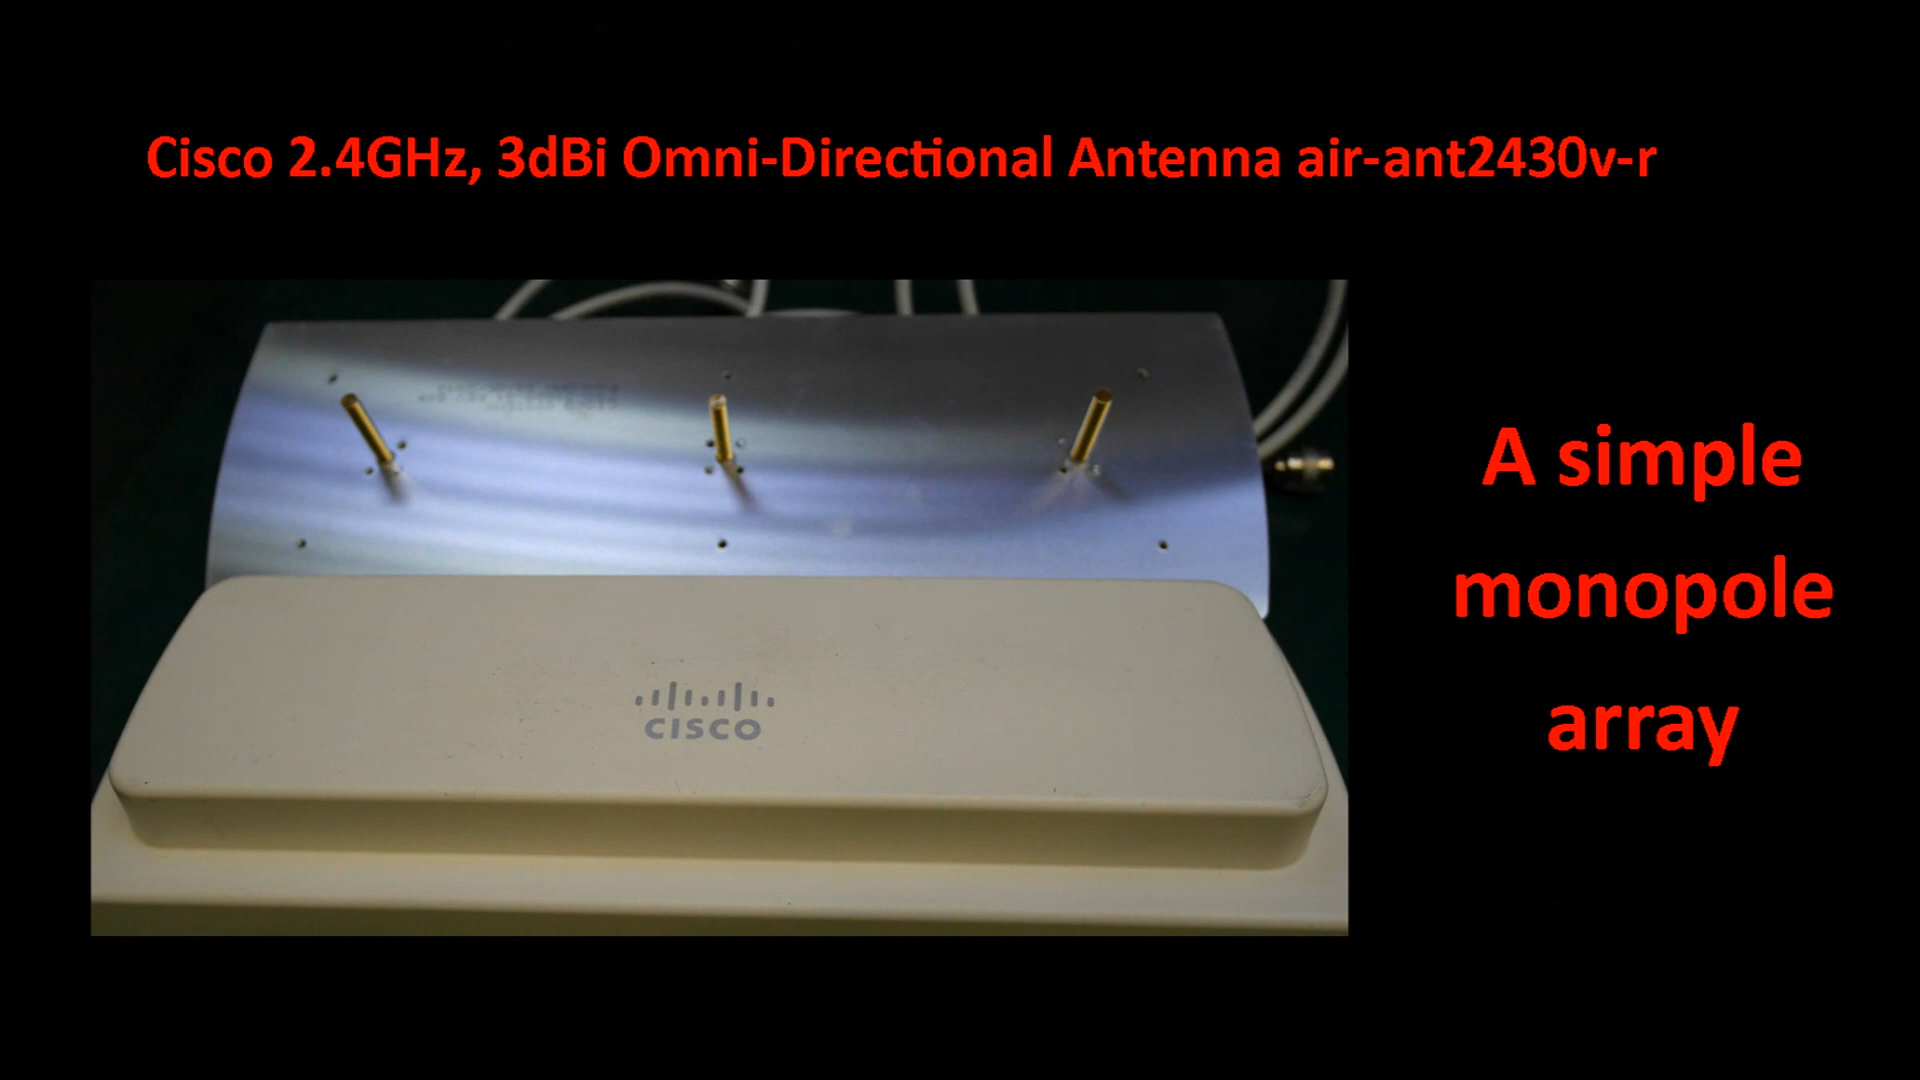 Cisco 2.4GHz, 3dBi Omni-Directional Antenna air-ant2430v-r
A simple
monopole
array
CISCO